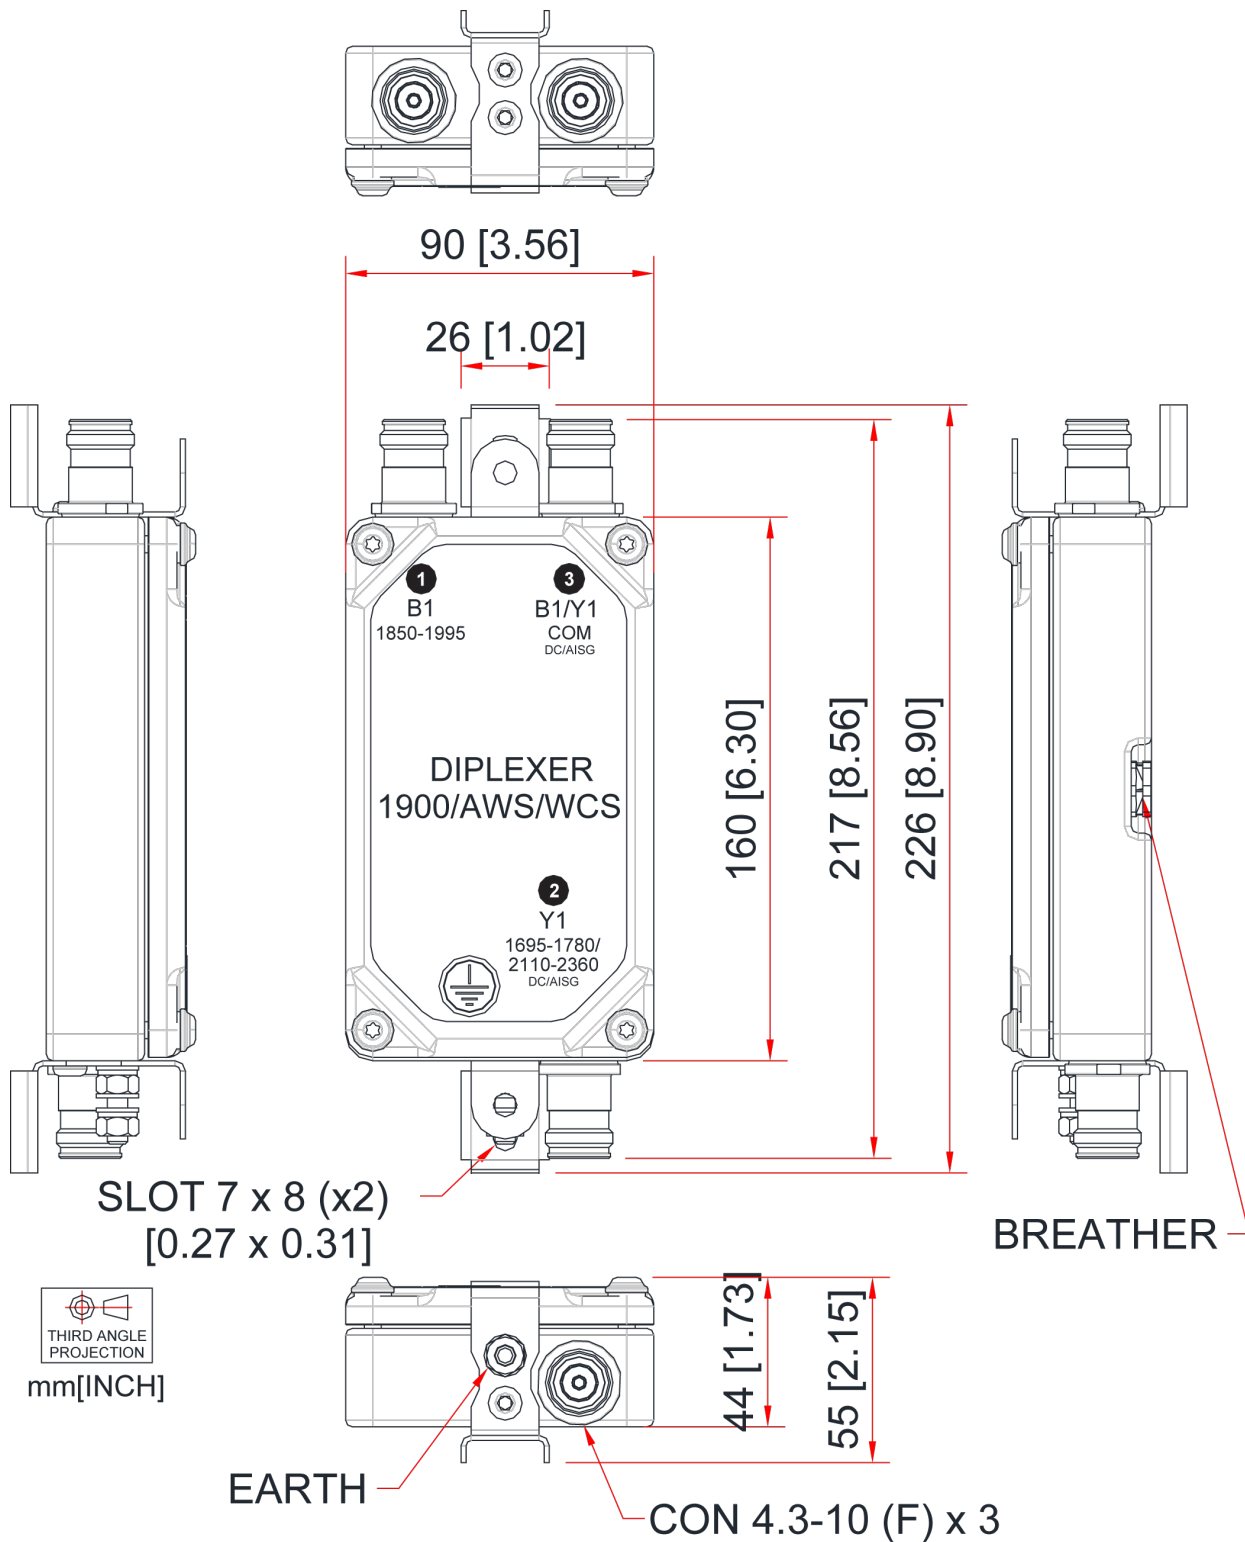 90 [3.56]
26 [1.02]
1
B1
1850-1995
3
B1/Y1
COM
DC/AISG
DIPLEXER
1900/AWS/WCS
2
Y1
1695-1780/
2110-2360
DC/AISG
160 [6.30]
217 [8.56]
226 [8.90]
SLOT 7 x 8 (x2)
[0.27 x 0.31]
BREATHER
THIRD ANGLE
PROJECTION
mm[INCH]
44 [1.73]
55 [2.15]
EARTH
CON 4.3-10 (F) x 3